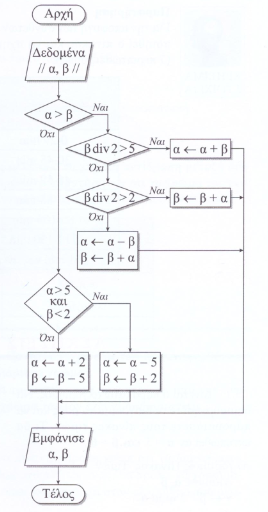 Αρχή
Δεδομένα
// α, β //
α > β
Ναι
Όχι
β div 2 > 5
Ναι
α ← α + β
Όχι
β div 2 > 2
Ναι
β ← β + α
Όχι
α ← α − β
β ← β + α
α > 5
και
β < 2
Ναι
Όχι
α ← α + 2
β ← β − 5
α ← α − 5
β ← β + 2
Εμφάνισε
α, β
Τέλος